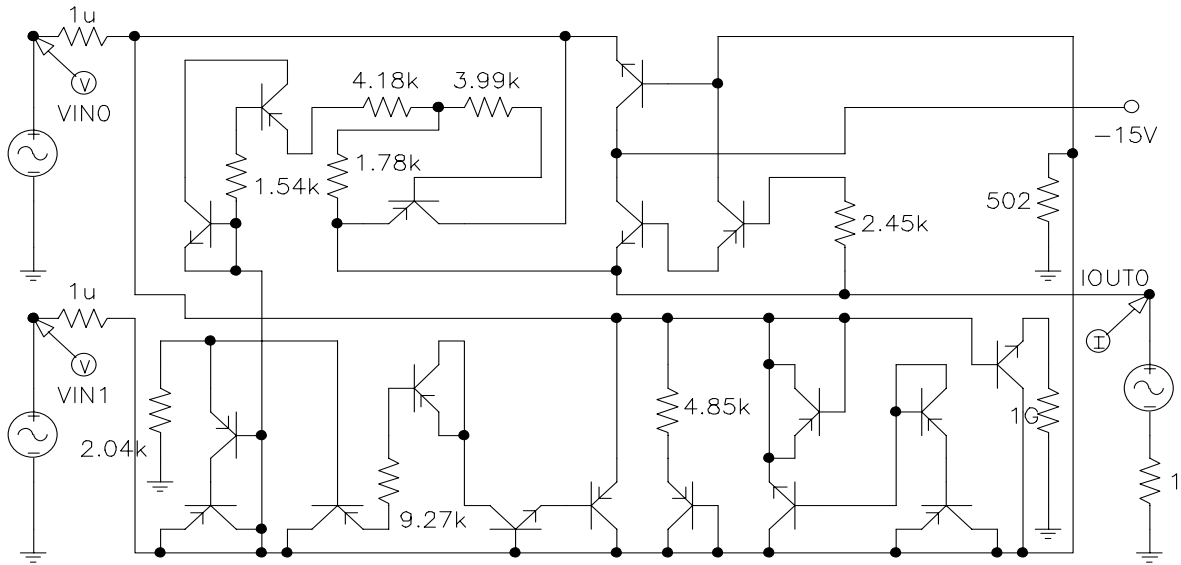 1u
VIN0
4.18k
3.99k
1.54k
1.78k
-15V
502
2.45k
IOUT0
1u
VIN1
2.04k
9.27k
4.85k
1G
1
V
V
I